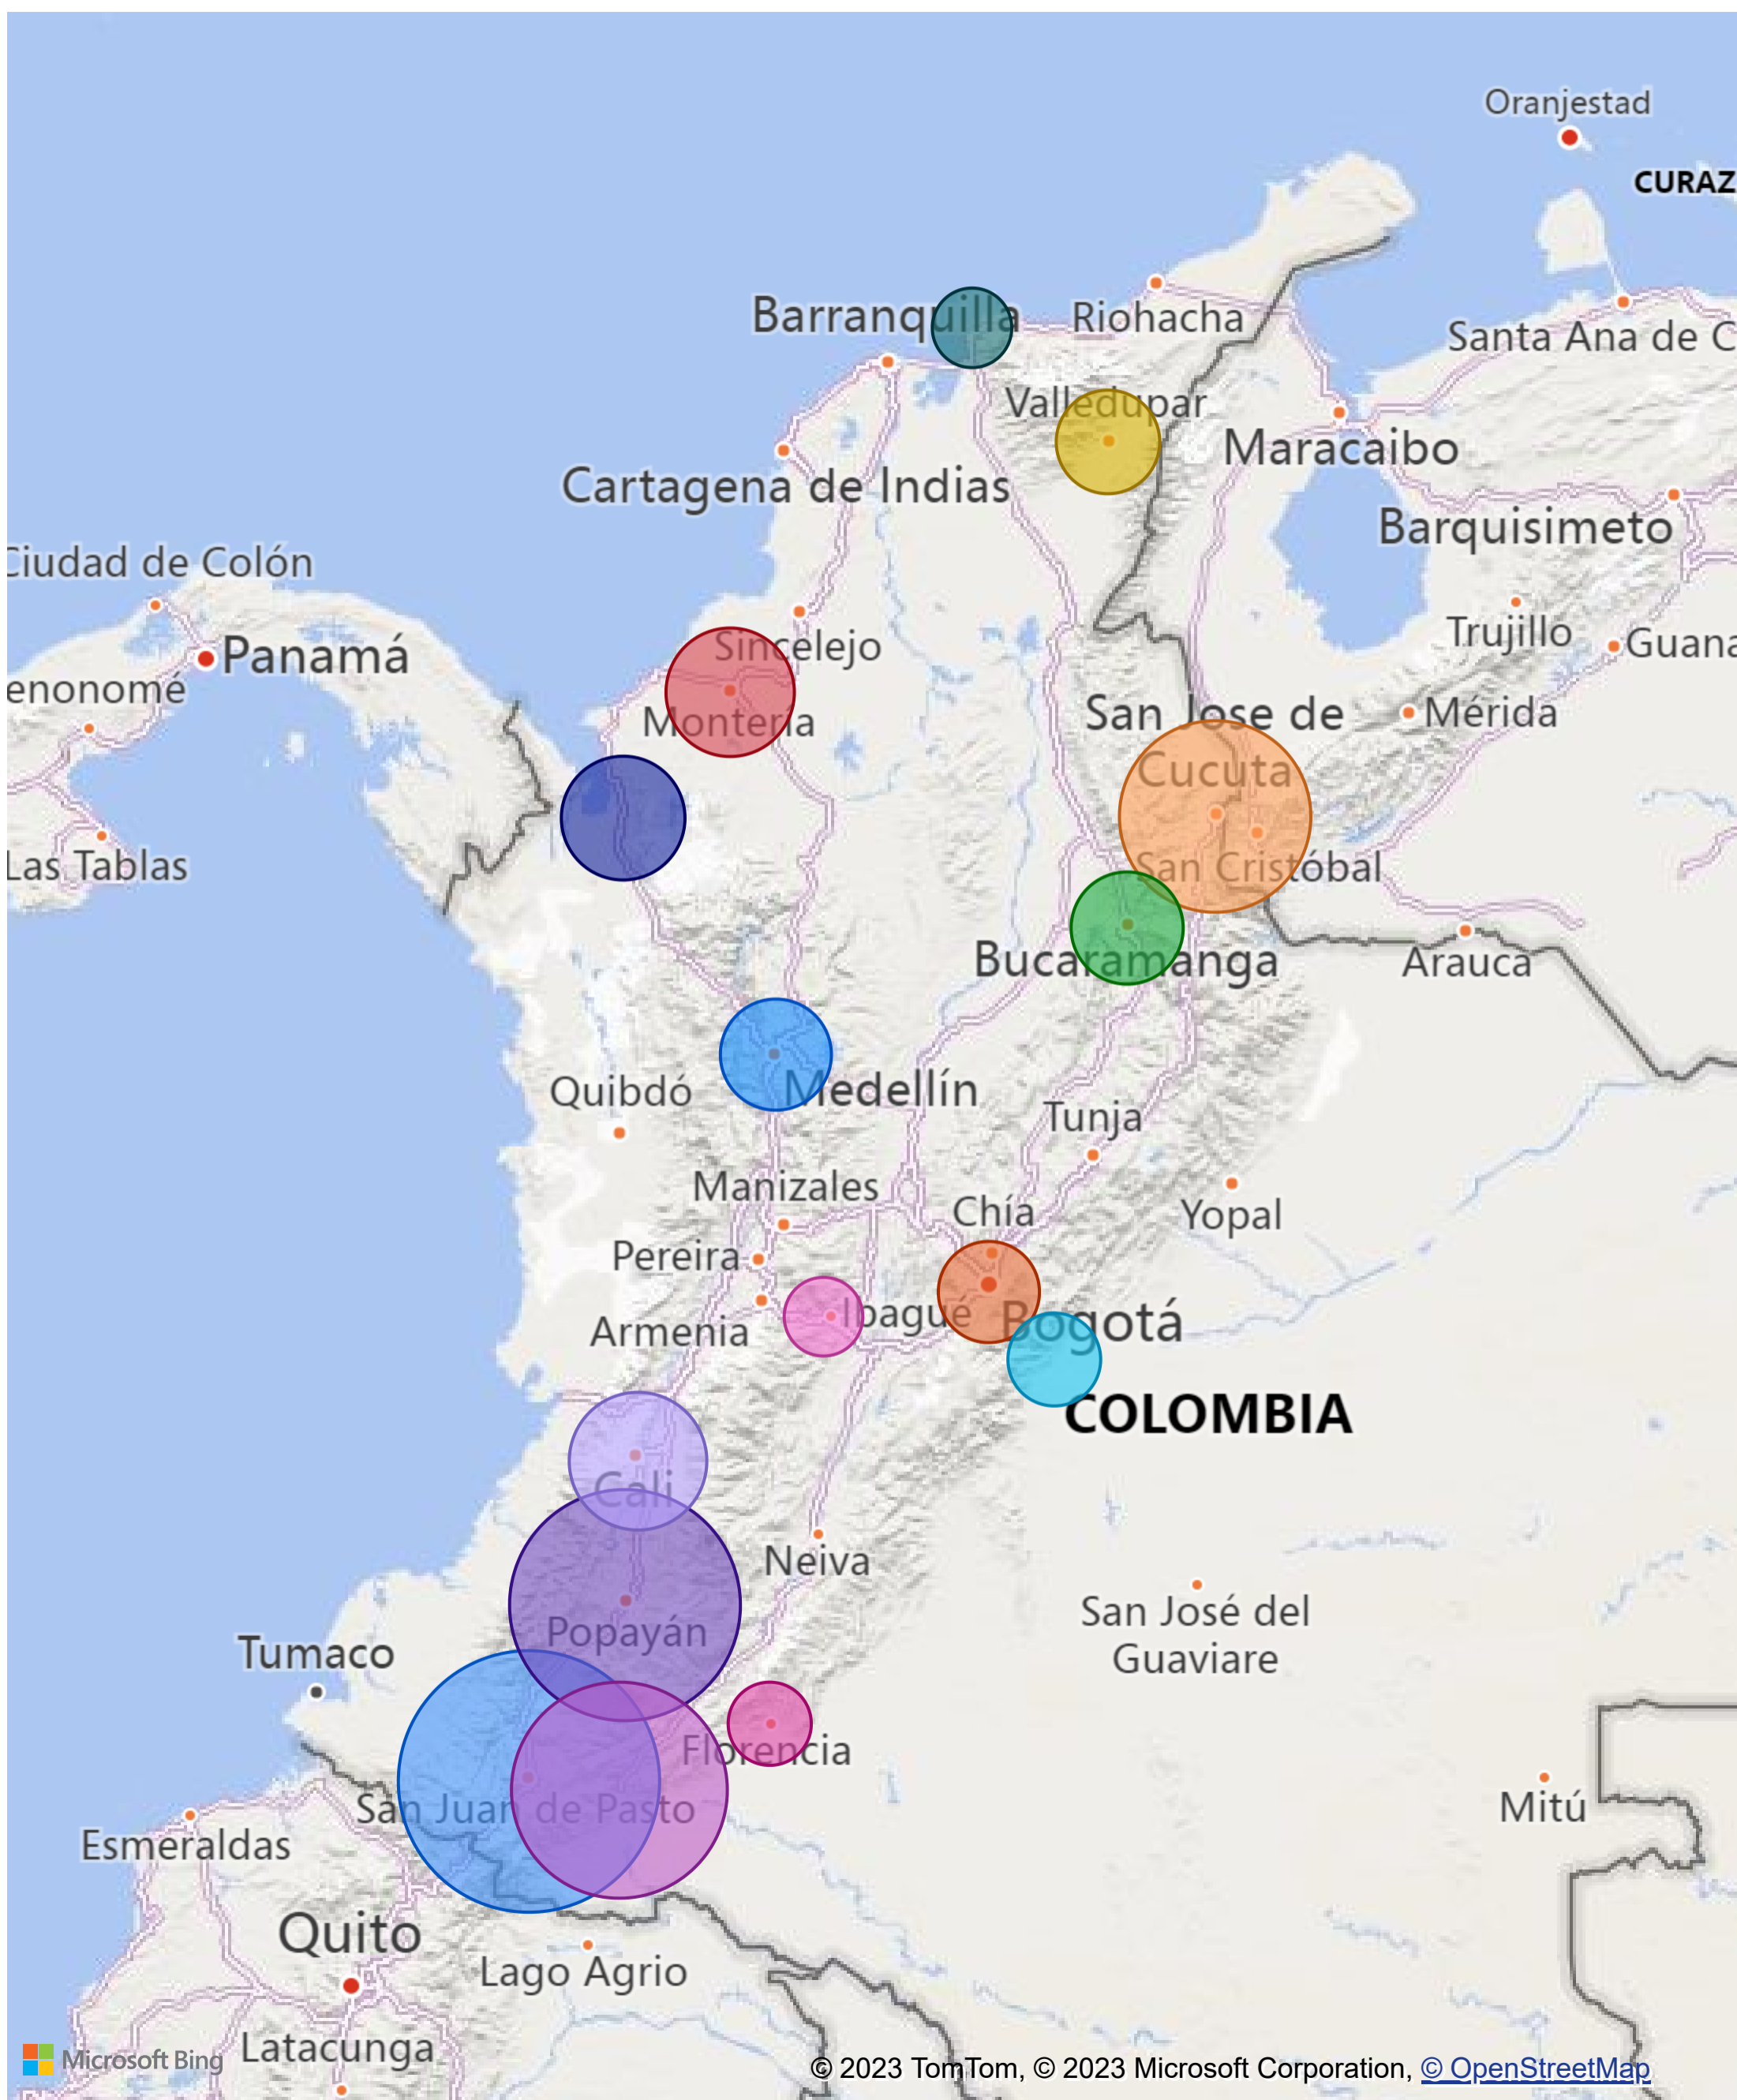 Oranjestad
CURAZ
Barranquilla
Riohacha
Santa Ana de C
Valledupar
Maracaibo
Cartagena de Indias
Barquisimeto
Ciudad de Colón
Trujillo
Guana
Sincelejo
Panamá
enonomé
San Jose de
Cucuta
Mérida
Montería
Las Tablas
San Cristóbal
Bucaramanga
Arauca
Quibdó
Medellín
Tunja
Manizales
Chía
Yopal
Pereira
Ibagué
Bogotá
Armenia
COLOMBIA
Cali
Neiva
Popayán
San José del
Guaviare
Tumaco
Florencia
San Juan de Pasto
Mitú
Esmeraldas
Quito
Lago Agrio
Latacunga
Microsoft Bing
© 2023 TomTom, © 2023 Microsoft Corporation, © OpenStreetMap